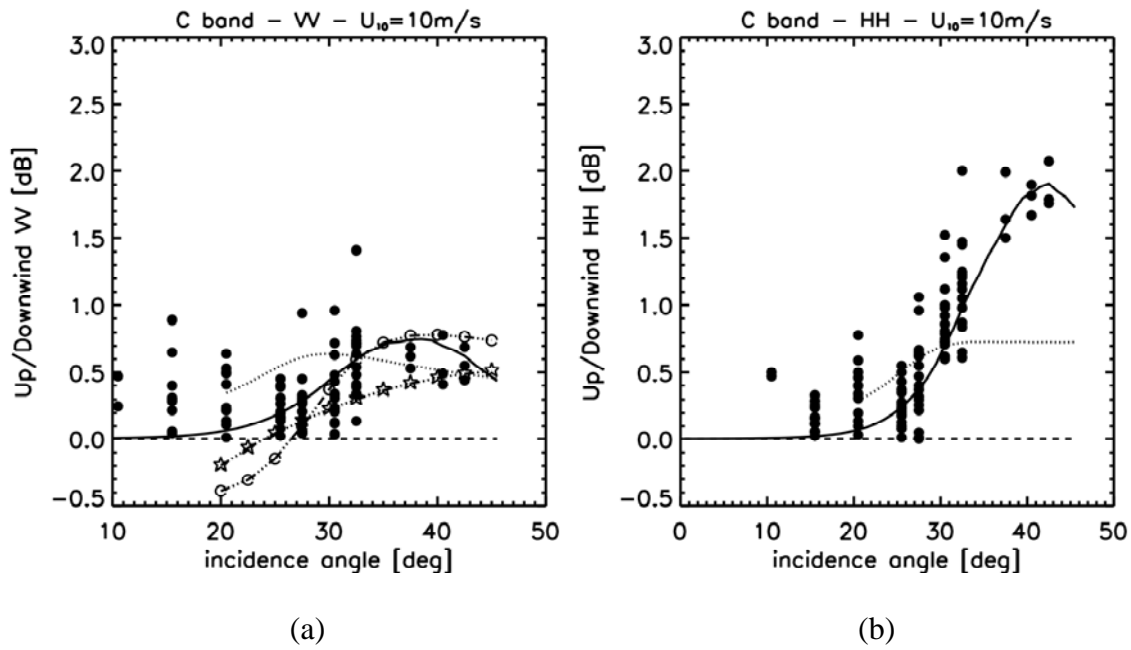 C band – VV – U₁₀=10m/s
3.0
2.5
2.0
1.5
1.0
0.5
0.0
−0.5
Up/Downwind VV [dB]
10 20 30 40 50
incidence angle [deg]
(a)
C band – HH – U₁₀=10m/s
3.0
2.5
2.0
1.5
1.0
0.5
0.0
−0.5
Up/Downwind HH [dB]
0 10 20 30 40 50
incidence angle [deg]
(b)